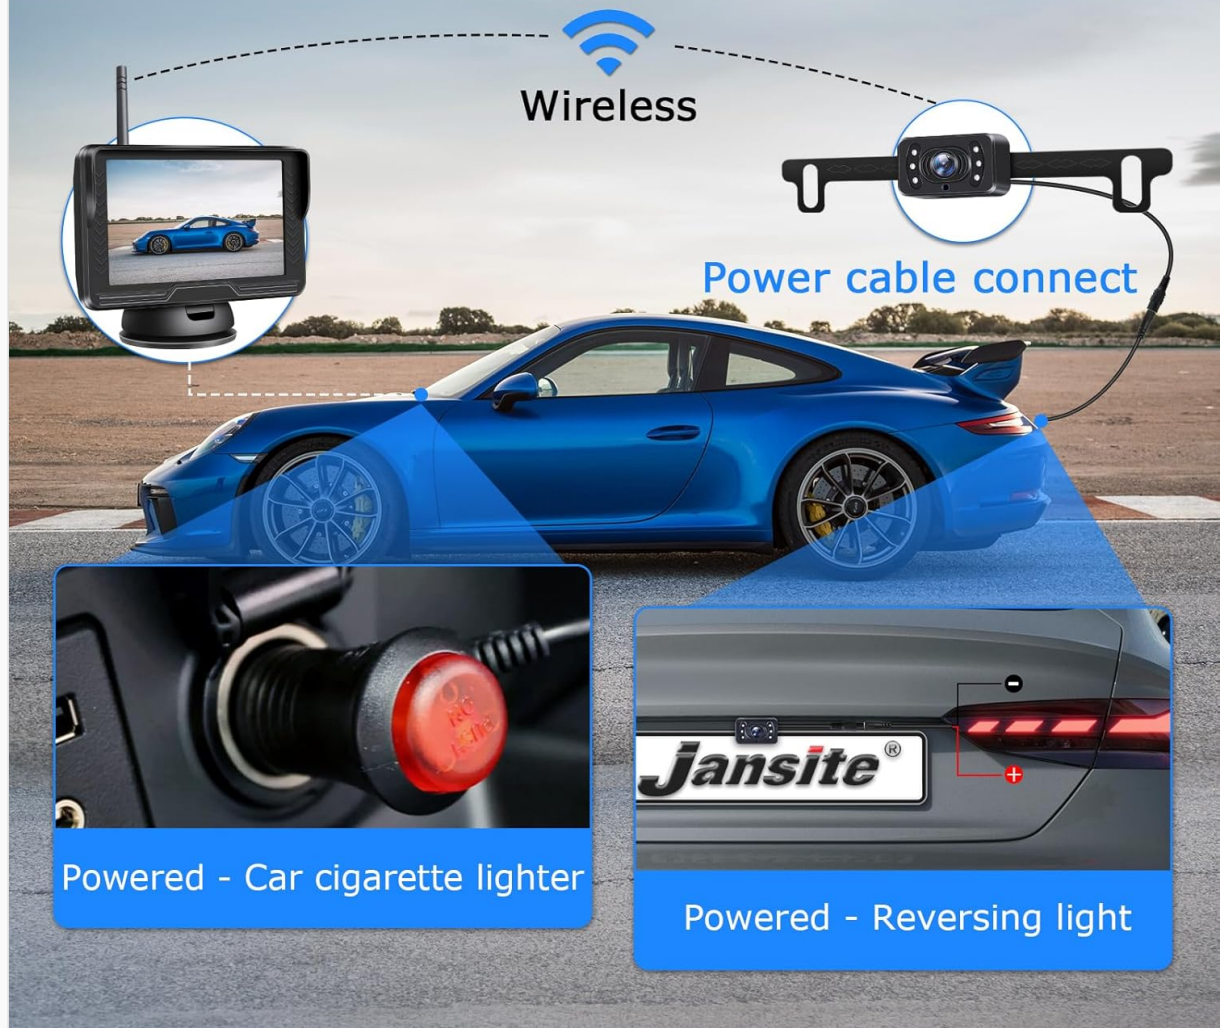 Wireless
Power cable connect
jansite®
Powered - Car cigarette lighter
Powered - Reversing light